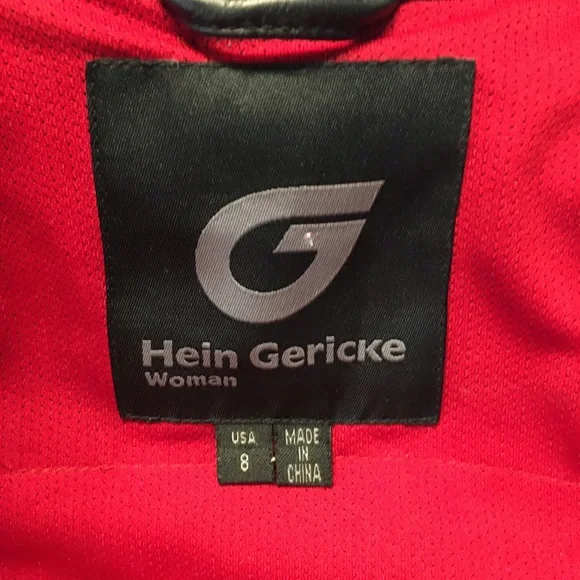 Hein Gericke
Woman
USA
8
MADE
IN
CHINA